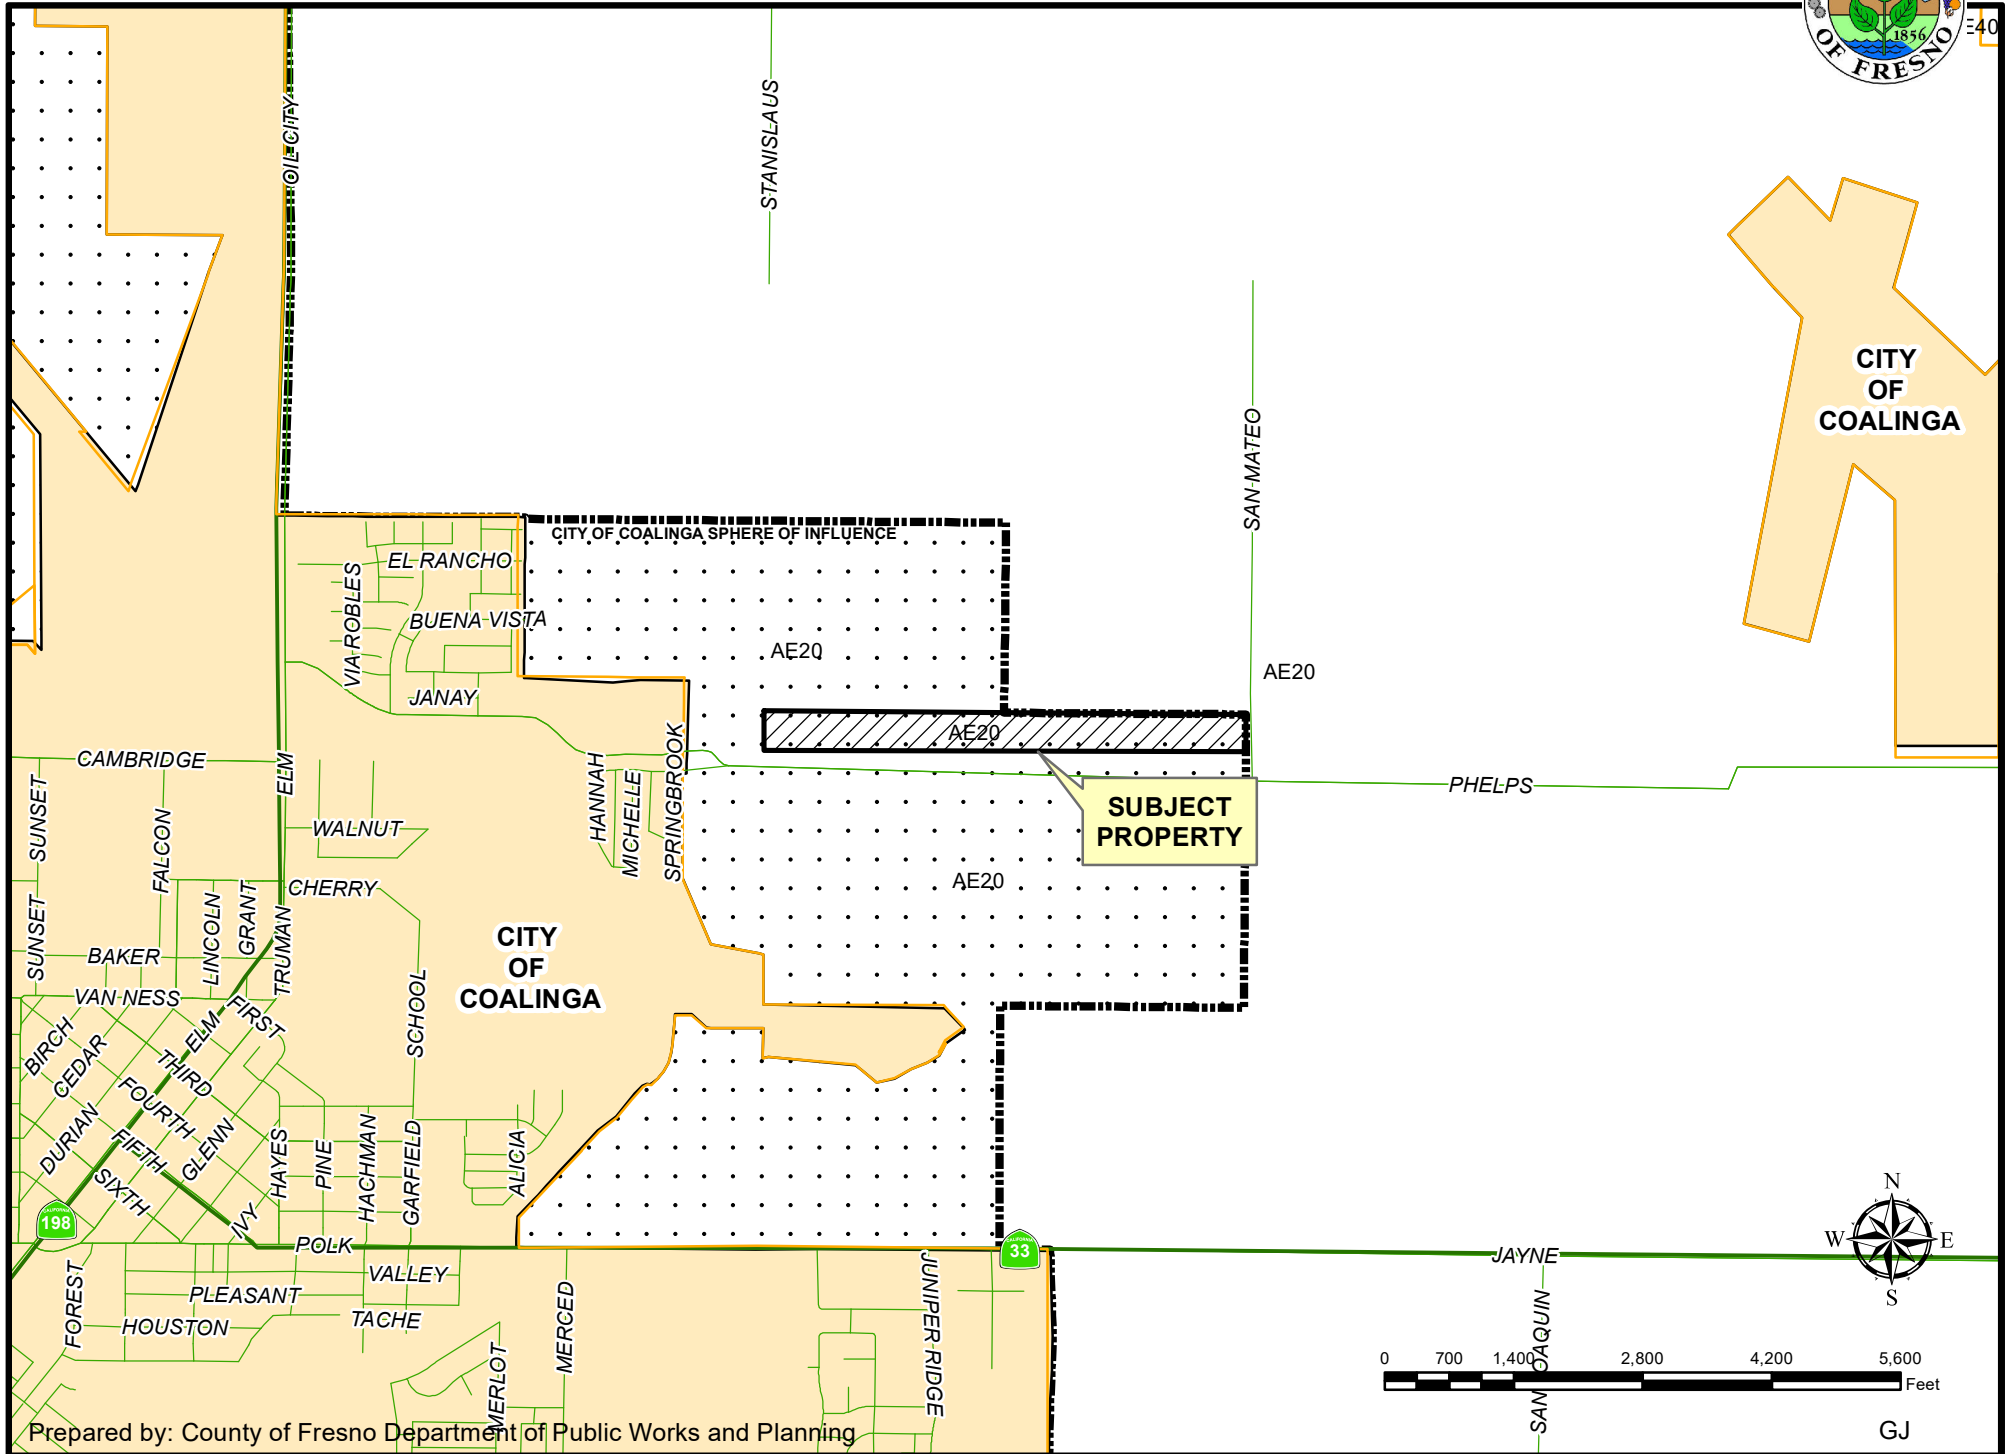 1856
OF FRESNO
E40
OIL CITY
STANISLAUS
CITY
OF
COALINGA
SAN MATEO
CITY OF COALINGA SPHERE OF INFLUENCE
EL RANCHO
VIA ROBLES
BUENA VISTA
AE20
AE20
JANAY
AE20
CAMBRIDGE
ELM
HANNAH
MICHELLE
SPRINGBROOK
PHELPS
SUBJECT
PROPERTY
SUNSET
FALCON
WALNUT
CHERRY
AE20
SUNSET
LINCOLN
GRANT
TRUMAN
BAKER
CITY
OF
COALINGA
VAN NESS
FIRST
SCHOOL
BIRCH
CEDAR
ELM
THIRD
FOURTH
DURIAN
FIFTH
GLENN
SIXTH
HAYES
PINE
HACHMAN
GARFIELD
ALICIA
IVY
CALIFORNIA
198
POLK
CALIFORNIA
33
JAYNE
N
W
E
S
FOREST
VALLEY
PLEASANT
HOUSTON
TACHE
MERCED
MERLOT
JUNIPER RIDGE
SAN JOAQUIN
0 700 1,400 2,800 4,200 5,600
Feet
Prepared by: County of Fresno Department of Public Works and Planning
GJ